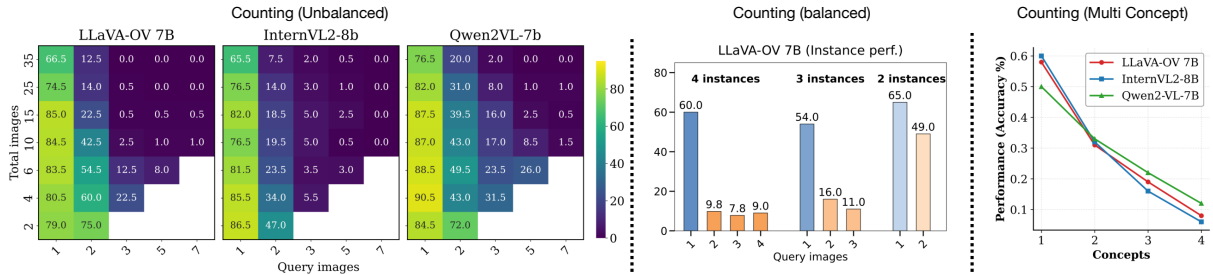 Counting (Unbalanced)
LLaVA-OV 7B
InternVL2-8b
Qwen2VL-7b
Total images
35
66.5 12.5 0.0 0.0 0.0
65.5 7.5 2.0 0.0 0.0
76.5 20.0 2.0 0.0 0.0
25
74.5 14.0 0.5 0.0 0.0
76.5 14.0 3.0 1.0 0.0
82.0 31.0 8.0 1.0 0.0
15
85.0 22.5 0.5 0.5 0.0
82.0 18.5 5.0 2.5 0.0
87.5 39.5 16.0 2.5 0.0
10
84.5 42.5 2.5 1.0 1.0
76.0 19.5 5.0 0.5 0.0
87.0 43.0 17.0 8.5 1.5
6
83.5 54.5 12.5 8.0
81.5 23.5 3.5 3.0
88.5 49.5 23.5 26.0
4
80.5 60.0 22.5
85.5 34.0 5.5
90.5 43.0 31.5
2
79.0 75.0
86.5 47.0
84.5 72.0
1 2 3 5 7
1 2 3 5 7
1 2 3 5 7
Query images
80
60
40
20
0
Counting (balanced)
LLaVA-OV 7B (Instance perf.)
80
60
40
20
0
4 instances
3 instances
2 instances
60.0
9.8
7.8
9.0
54.0
16.0
11.0
65.0
49.0
1 2 3 4
1 2 3
1 2
Query images
Counting (Multi Concept)
Performance (Accuracy %)
0.6
0.5
0.4
0.3
0.2
0.1
LLaVA-OV 7B
InternVL2-8B
Qwen2-VL-7B
1 2 3 4
Concepts